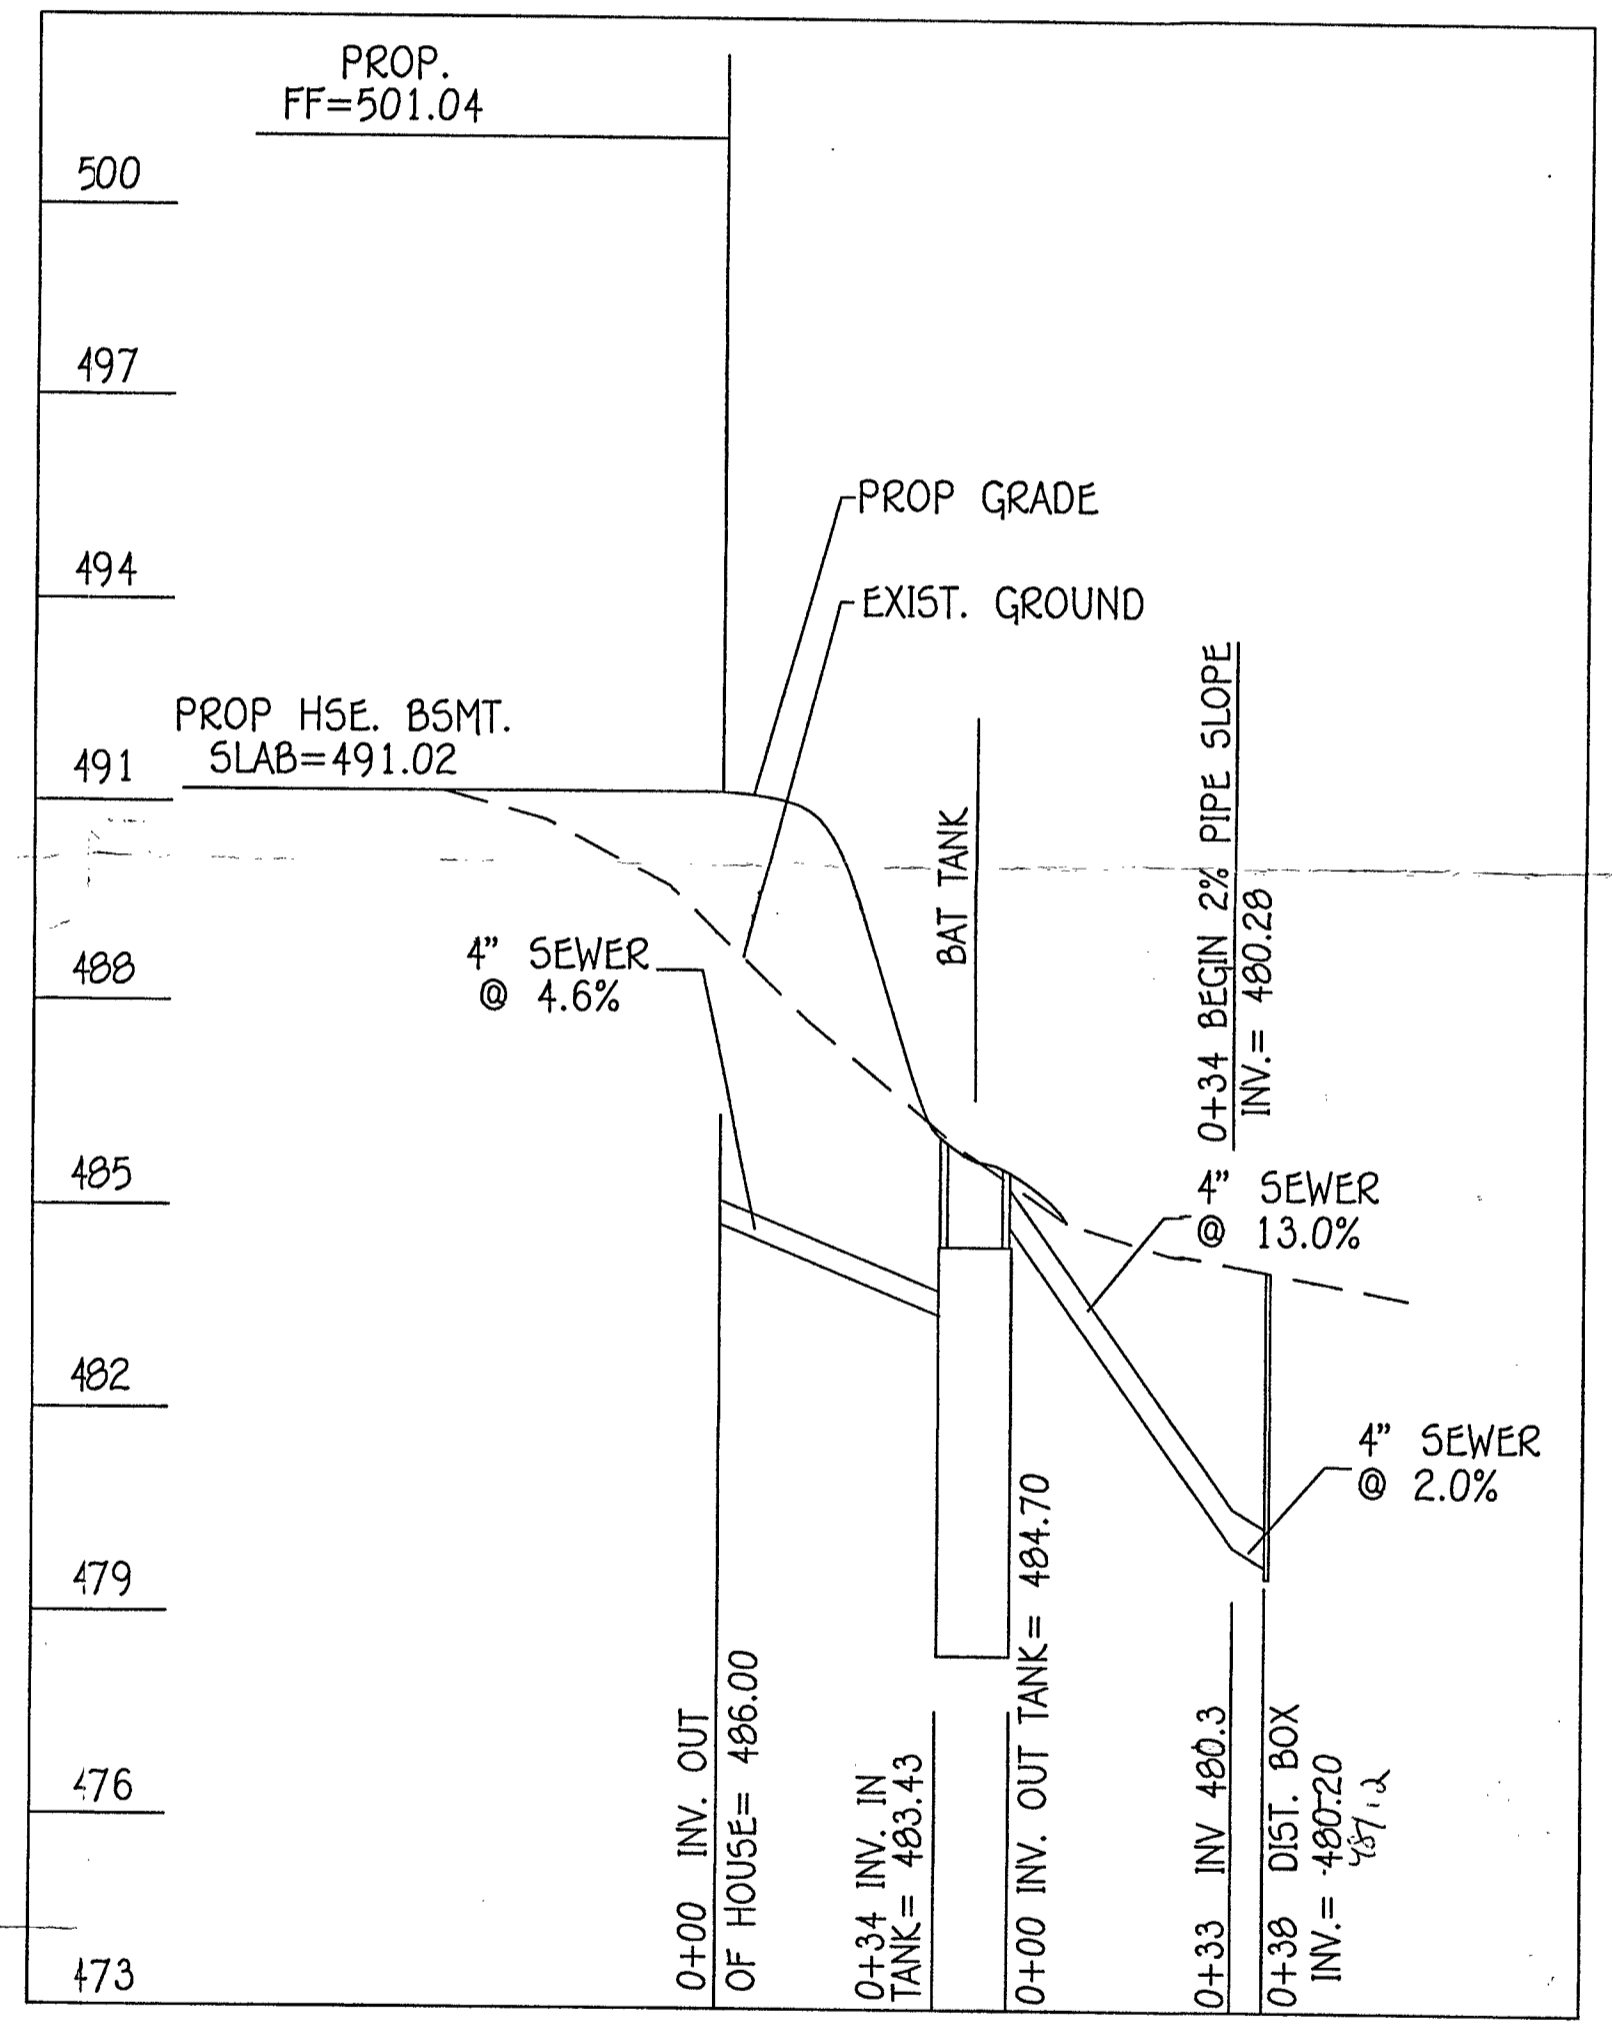 PROP.
FF=501.04
500
497
494
491
488
485
482
479
476
473
PROP GRADE
EXIST. GROUND
PROP HSE. BSMT.
SLAB=491.02
4" SEWER
@ 4.6%
BAT TANK
0+34 BEGIN 2% PIPE SLOPE
INV.= 480.28
4" SEWER
@ 13.0%
4" SEWER
@ 2.0%
0+00 INV. OUT
OF HOUSE= 486.00
0+34 INV. IN
TANK= 483.43
0+00 INV. OUT TANK= 484.70
0+33 INV 480.3
0+38 DIST. BOX
INV.= 480.20